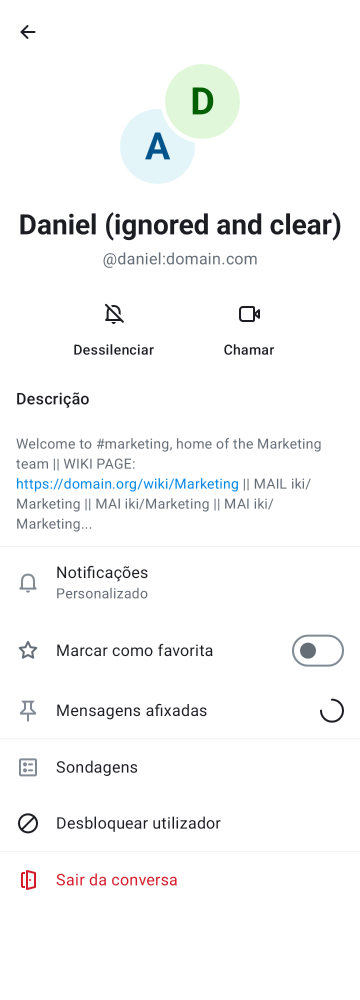 D
A
Daniel (ignored and clear)
@daniel:domain.com
Dessilenciar
Chamar
Descrição
Welcome to #marketing, home of the Marketing
team || WIKI PAGE:
https://domain.org/wiki/Marketing || MAIL iki/
Marketing || MAI iki/Marketing || MAI iki/
Marketing...
Notificações
Personalizado
Marcar como favorita
Mensagens afixadas
Sondagens
Desbloquear utilizador
Sair da conversa